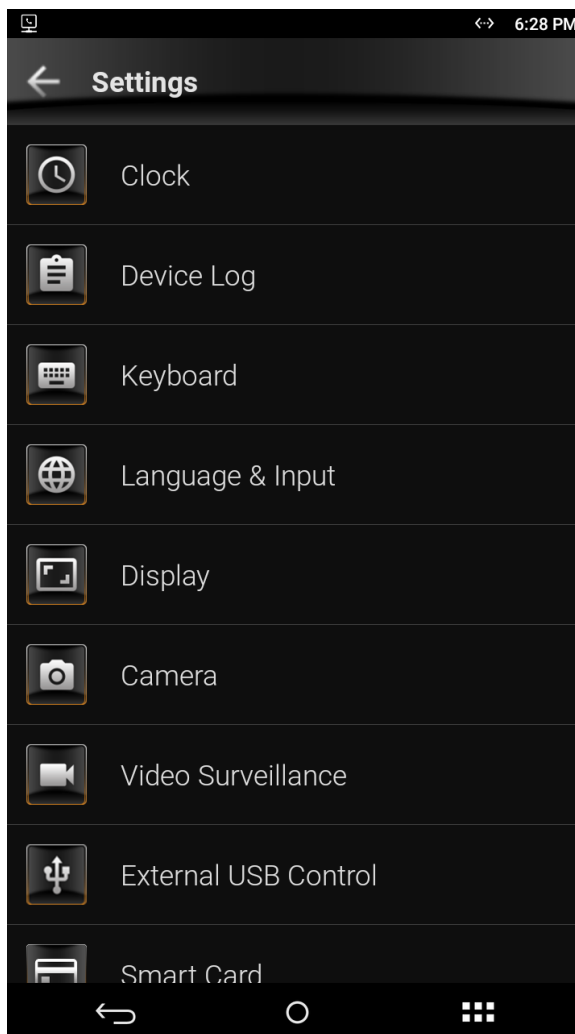 6:28 PM
Settings
Clock
Device Log
Keyboard
Language & Input
Display
Camera
Video Surveillance
External USB Control
Smart Card